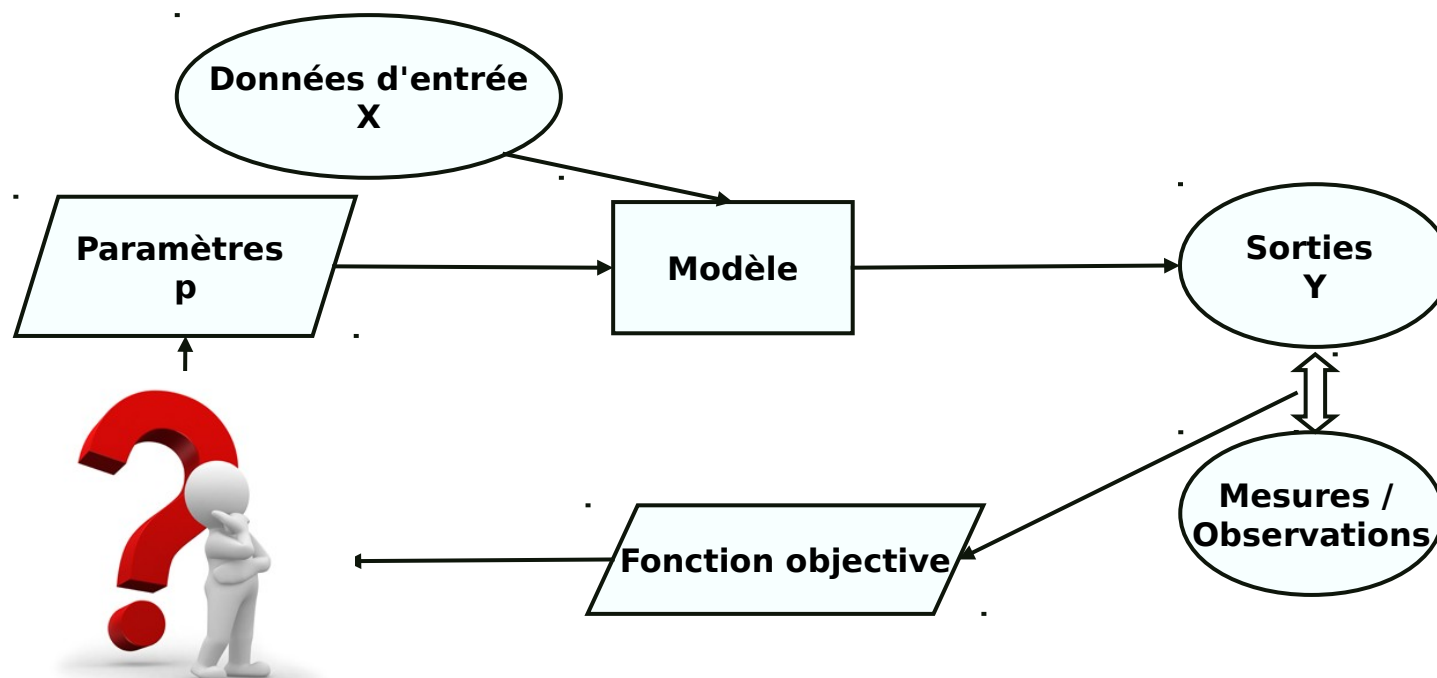 Données d'entrée
X
Paramètres
p
Modèle
Sorties
Y
Mesures /
Observations
Fonction objective